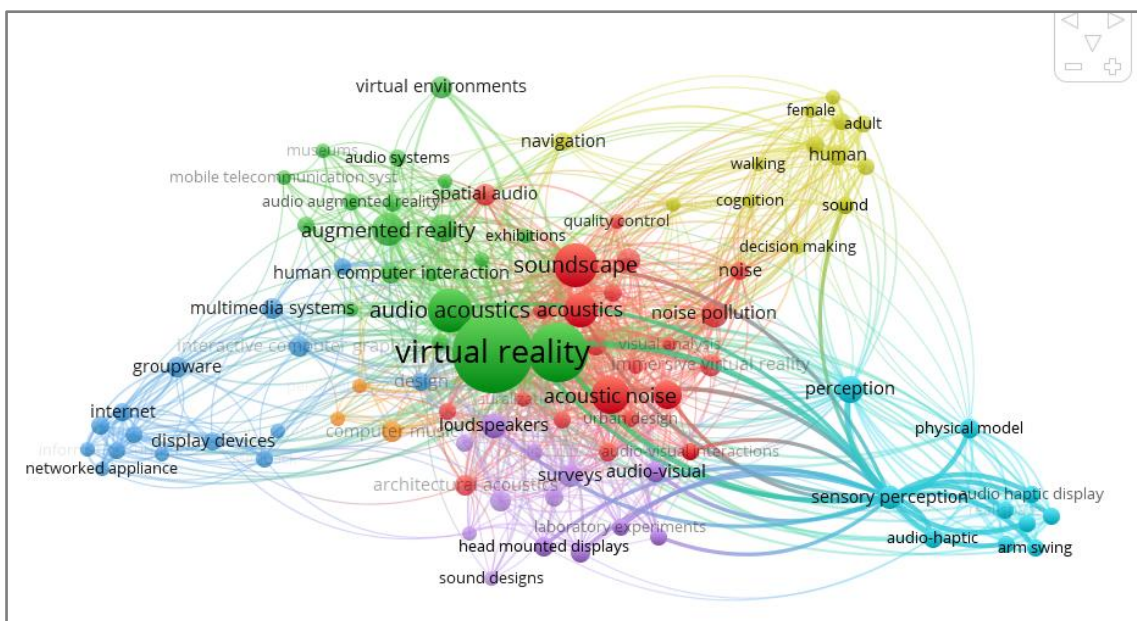 virtual environments
female
adult
navigation
museums
audio systems
human
walking
mobile telecommunication syst
spatial audio
audio augmented reality
cognition
sound
quality control
augmented reality
exhibitions
decision making
soundscape
human computer interaction
noise
multimedia systems
audio acoustics
acoustics
noise pollution
interactive computer graph
visual analysis
virtual reality
immersive virtual reality
groupware
design
perception
acoustic noise
internet
urban design
loudspeakers
computer music
physical model
display devices
audio-visual interactions
networked appliance
surveys
audio-visual
architectural acoustics
sensory perception
audio haptic display
laboratory experiments
audio-haptic
head mounted displays
arm swing
sound designs